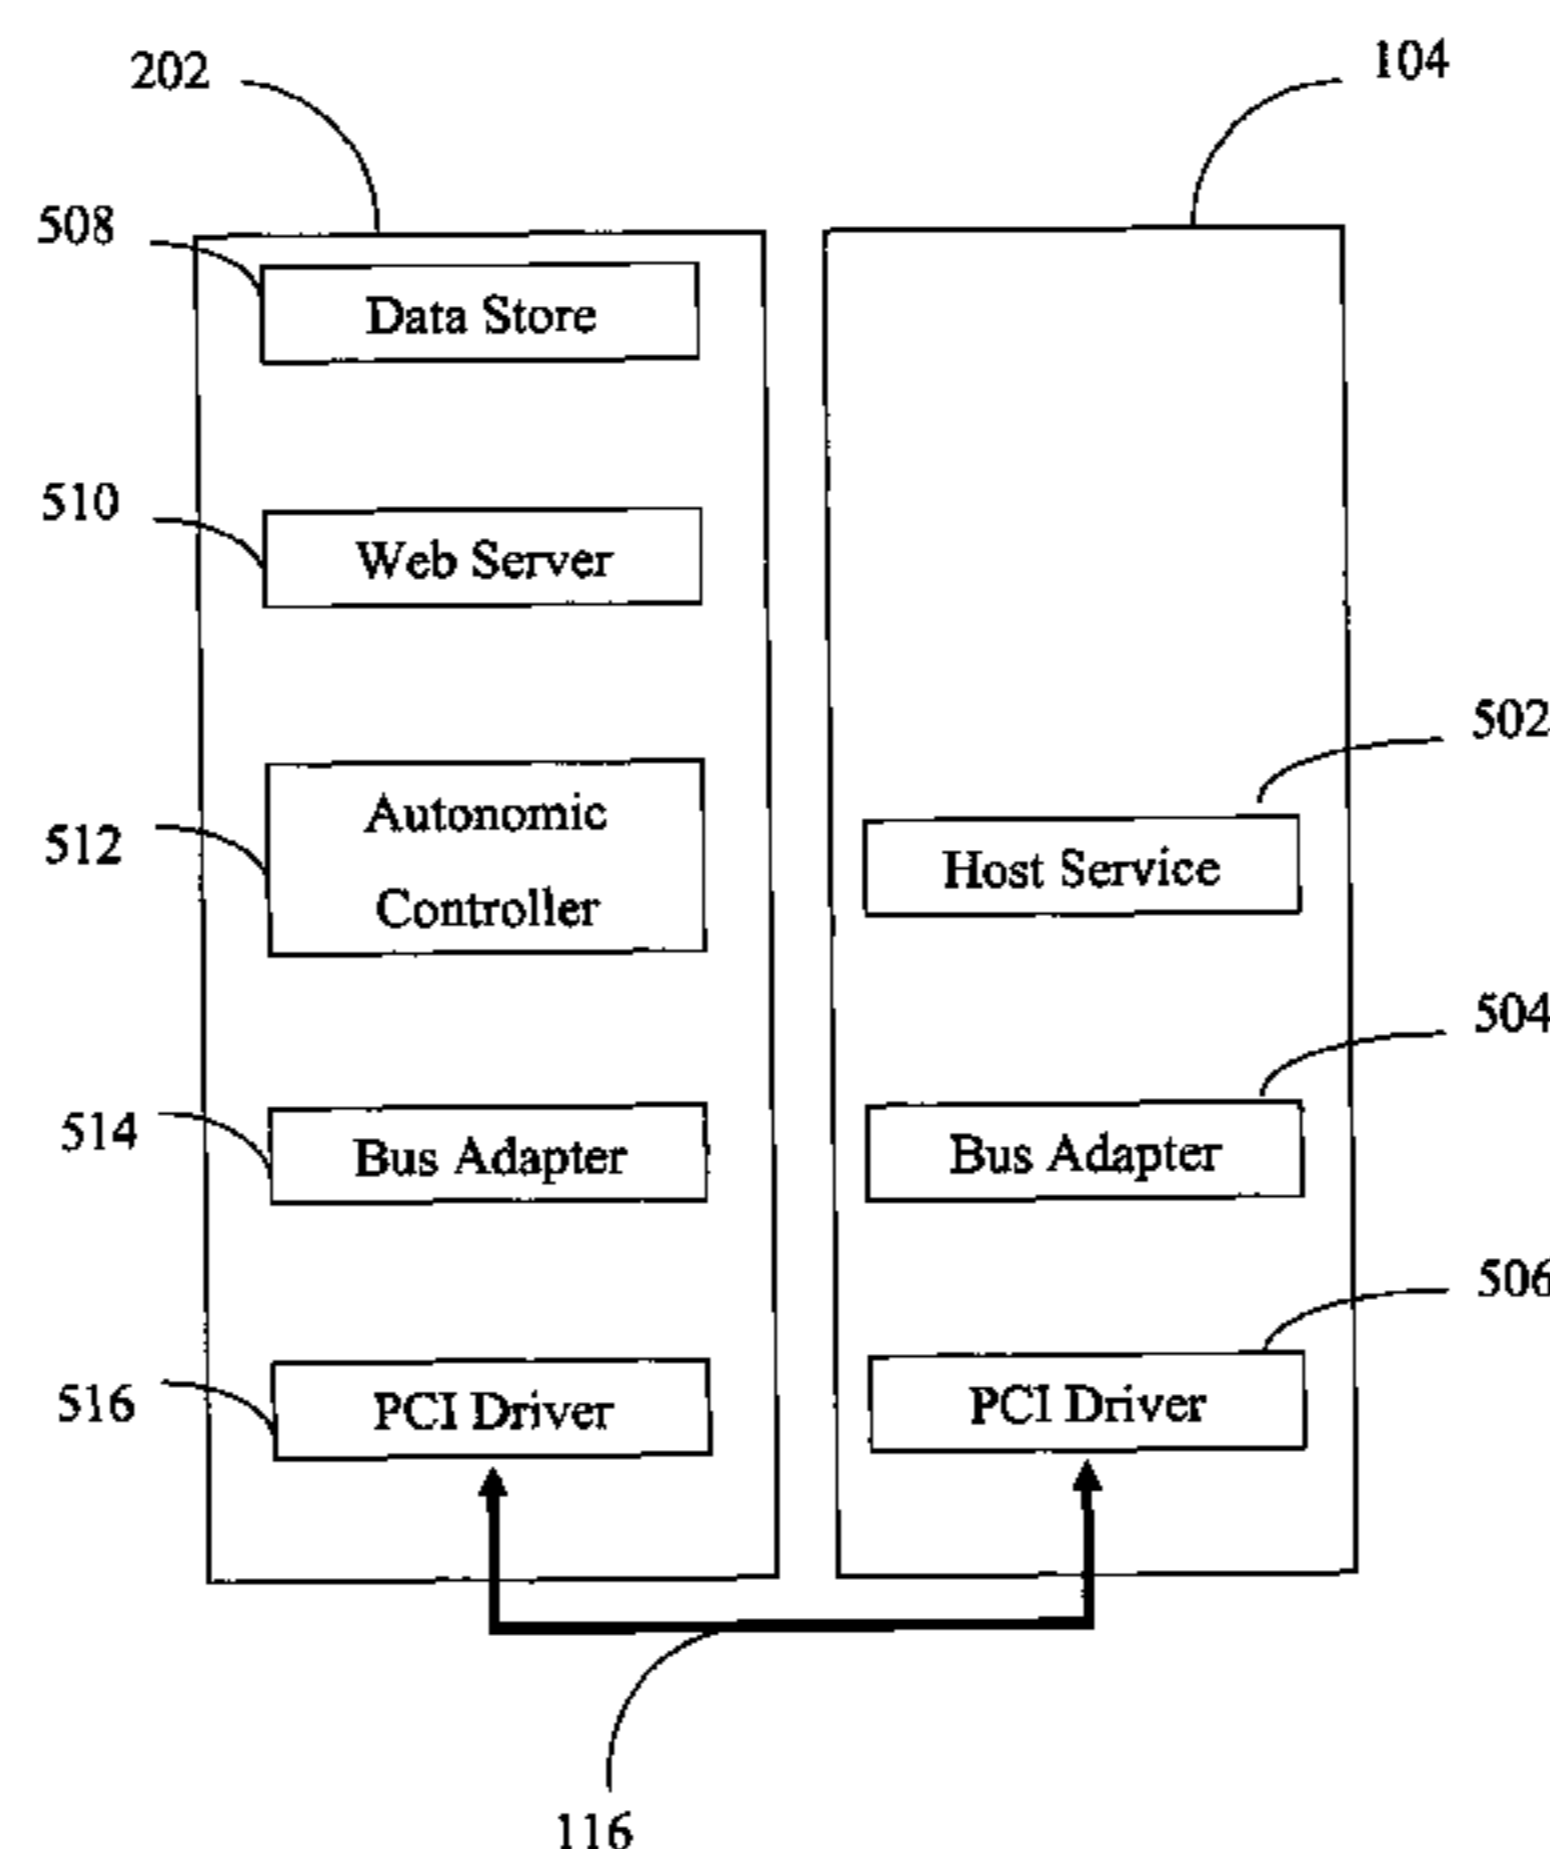 202
104
508
Data Store
510
Web Server
502
Autonomic
Controller
512
Host Service
504
514
Bus Adapter
Bus Adapter
506
516
PCI Driver
PCI Driver
116